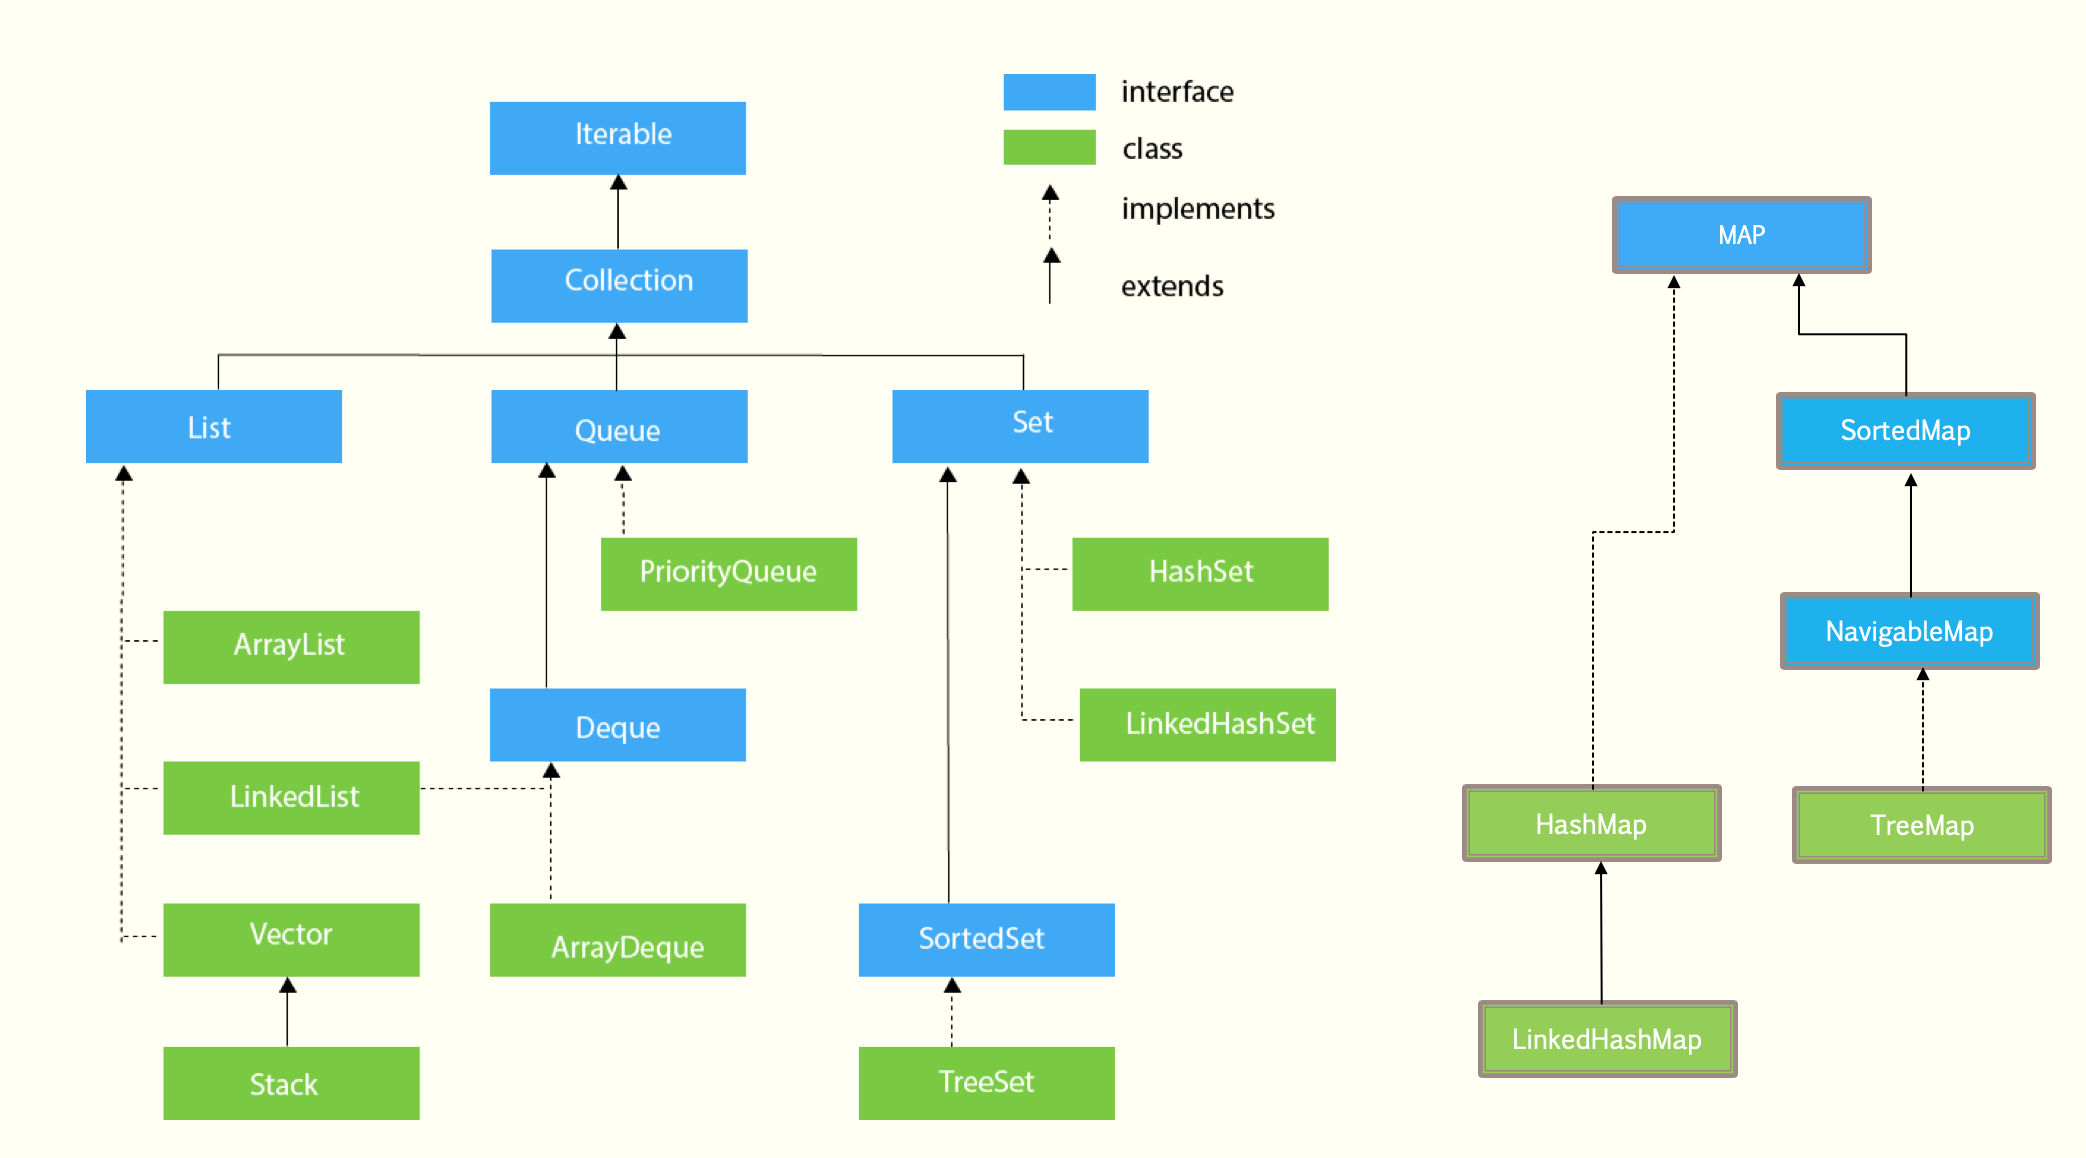 Iterable
Collection
List
Queue
Set
PriorityQueue
HashSet
ArrayList
Deque
LinkedHashSet
LinkedList
Vector
ArrayDeque
SortedSet
Stack
TreeSet
interface
class
implements
extends
MAP
SortedMap
NavigableMap
HashMap
TreeMap
LinkedHashMap